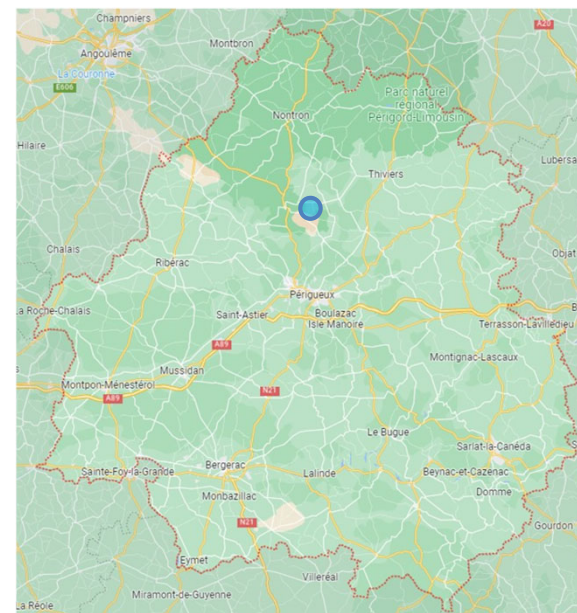 Champniers
A20
Montbron
Angoulême
La Couronne
E606
Parc naturel
régional
Périgord-Limousin
Nontron
Hilaire
Lubersa
Thiviers
Chalais
Objat
Ribérac
Périgueux
La Roche-Chalais
Saint-Astier
Boulazac
Isle Manoire
Terrasson-Lavilledieu
B
A89
Montignac-Lascaux
Mussidan
s
Montpon-Ménestérol
N21
A89
Le Bugue
Sarlat-la-Canéda
Sainte-Foy-la-Grande
Bergerac
Lalinde
Beynac-et-Cazenac
Monbazillac
Domme
N21
Gourdon
Eymet
Villeréal
Miramont-de-Guyenne
La Réole